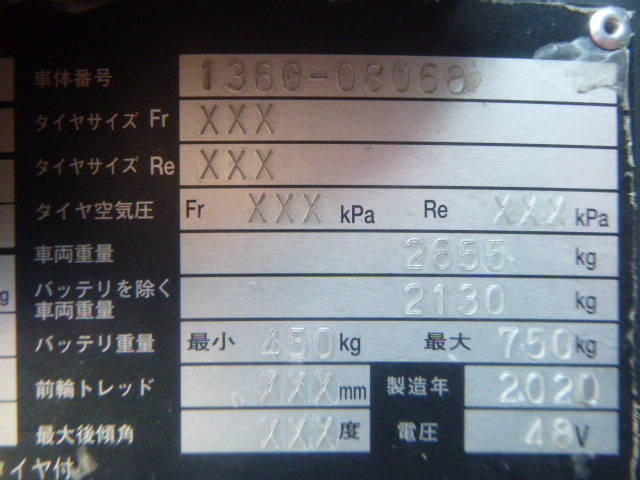 車体番号 1360-08068
タイヤサイズ Fr XXX
タイヤサイズ Re XXX
タイヤ空気圧 Fr XXX kPa Re XXX kPa
車両重量 2655 kg
バッテリを除く
車両重量 2130 kg
バッテリ重量 最小 450 kg 最大 750 kg
前輪トレッド XXX mm 製造年 2020
最大後傾角 XXX 度 電圧 48 V
イヤ付